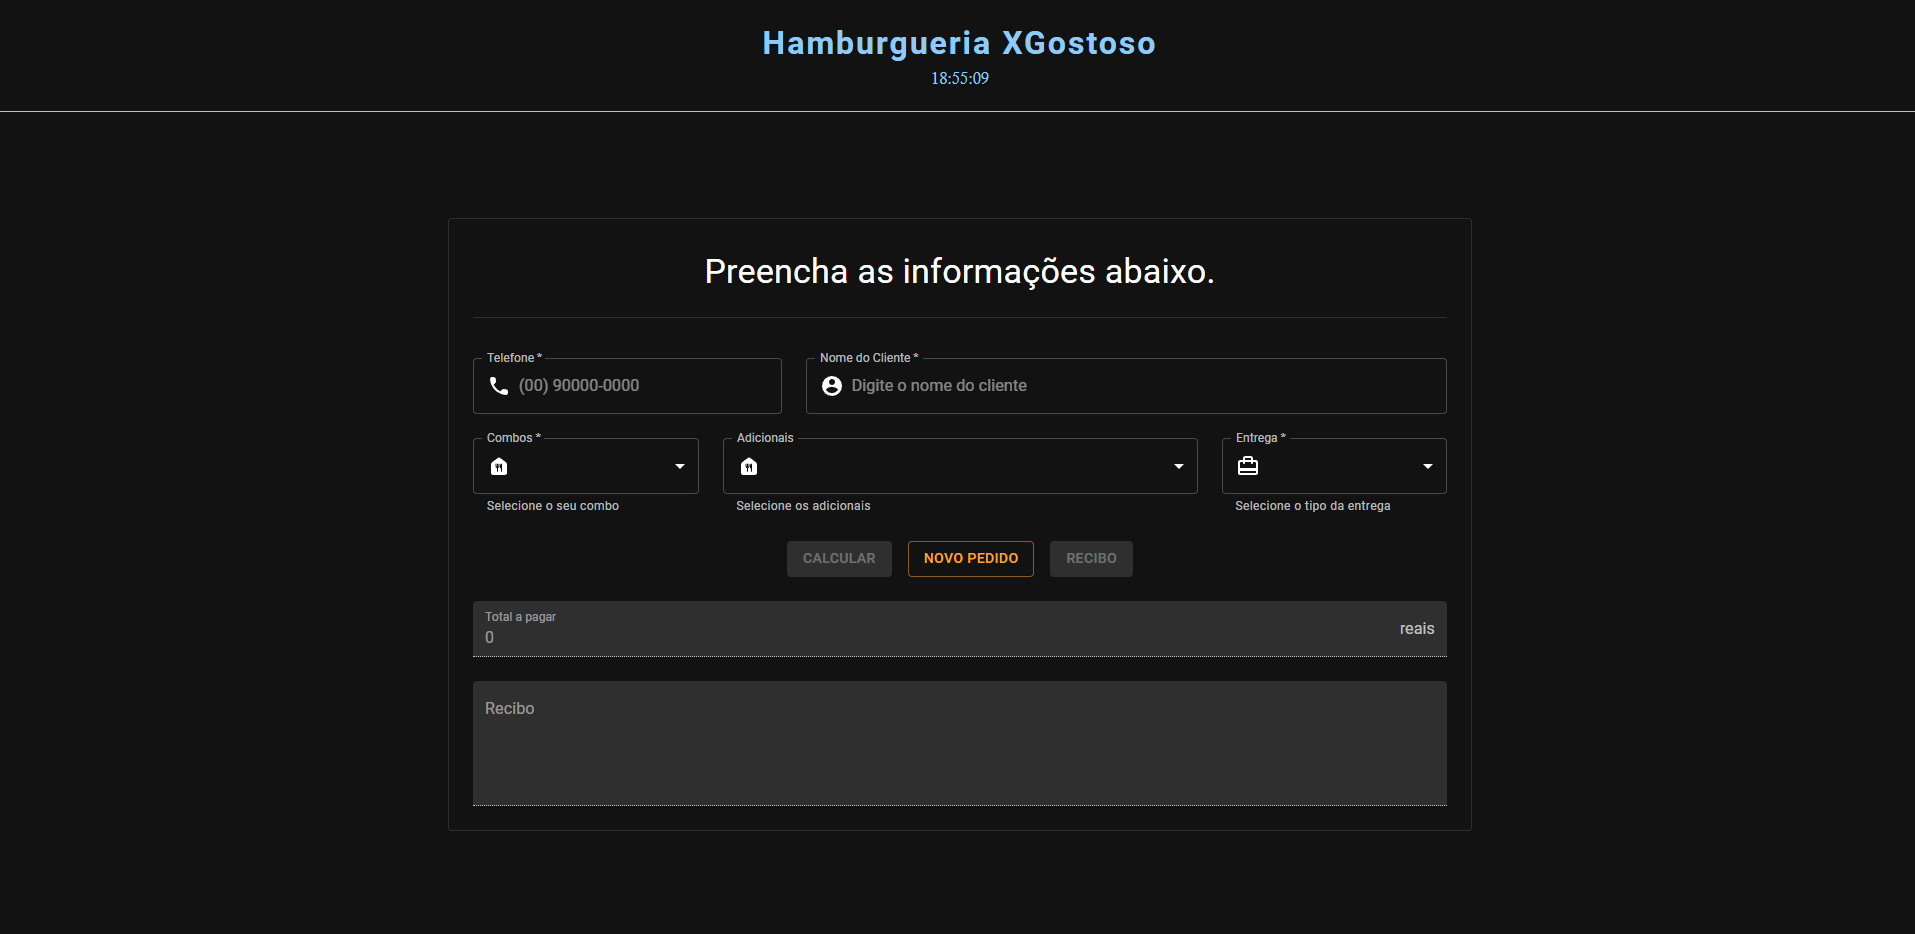 Hamburgueria XGostoso
18:55:09
Preencha as informações abaixo.
Telefone *
(00) 90000-0000
Nome do Cliente *
Digite o nome do cliente
Combos *
Selecione o seu combo
Adicionais
Selecione os adicionais
Entrega *
Selecione o tipo da entrega
CALCULAR
NOVO PEDIDO
RECIBO
Total a pagar
0
reais
Recibo